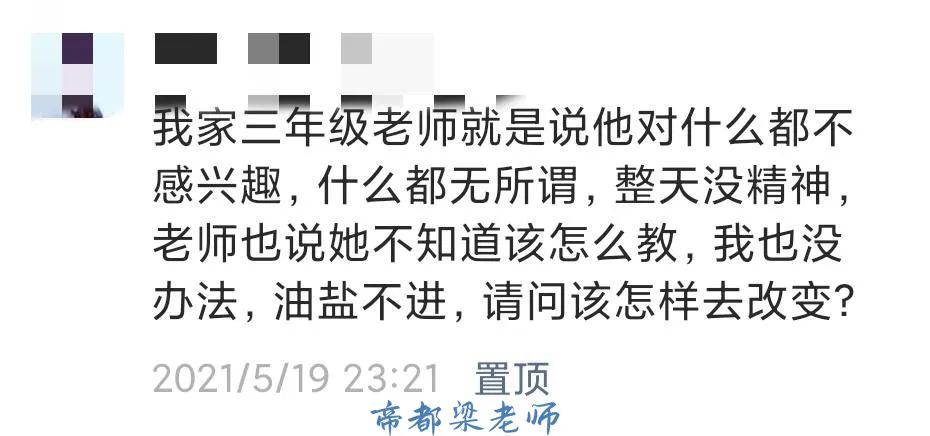 我家三年级老师就是说他对什么都不
感兴趣，什么都无所谓，整天没精神，
老师也说她不知道该怎么教，我也没
办法，油盐不进，请问该怎样去改变？
2021/5/19 23:21 置顶
帝都梁老师